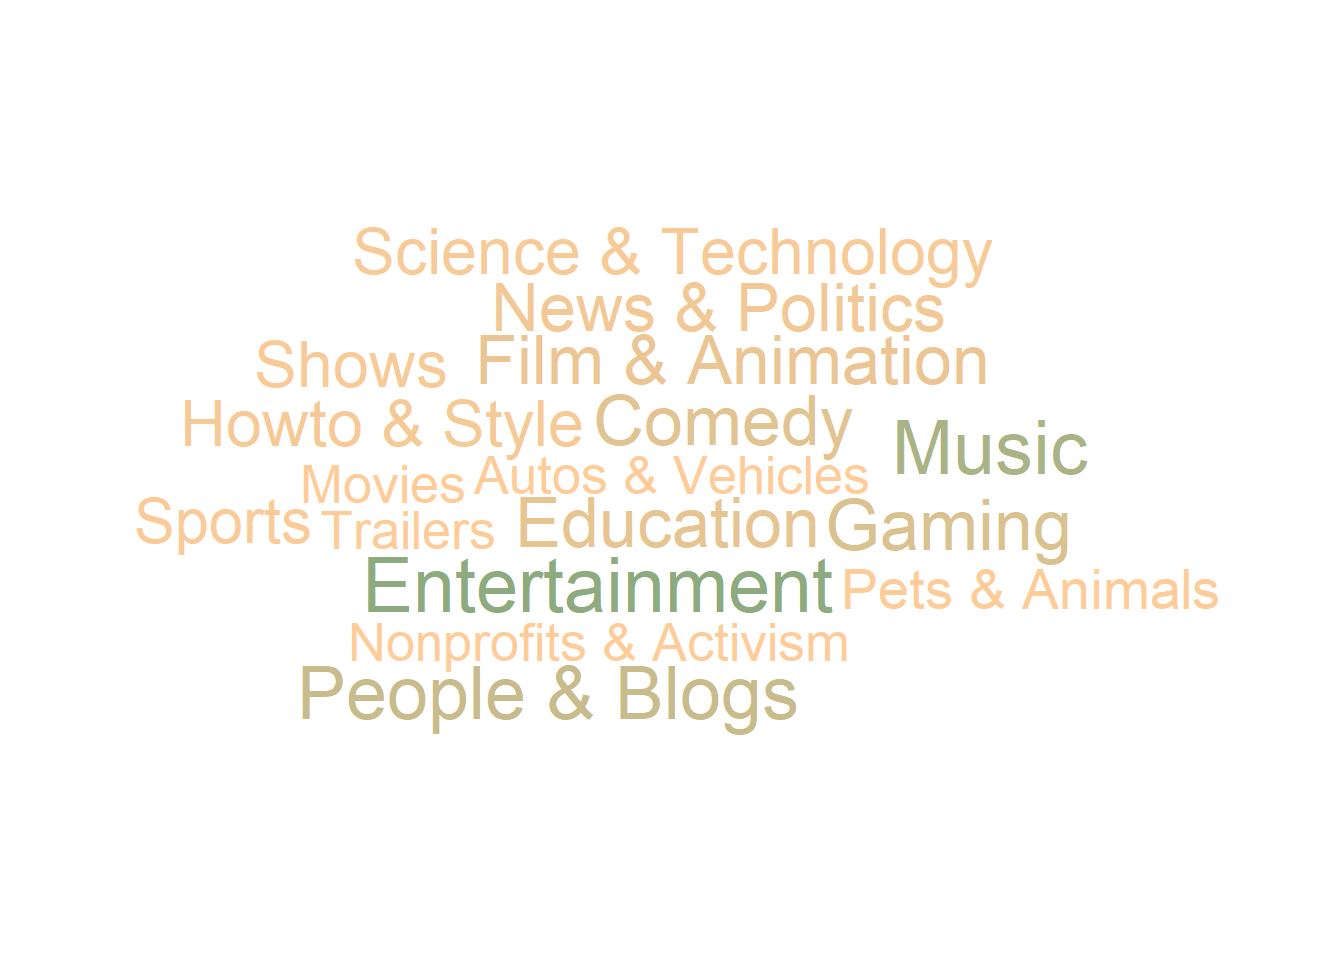 Science & Technology
News & Politics
Shows
Film & Animation
Howto & Style
Comedy
Music
Movies
Autos & Vehicles
Sports
Trailers
Education
Gaming
Entertainment
Pets & Animals
Nonprofits & Activism
People & Blogs